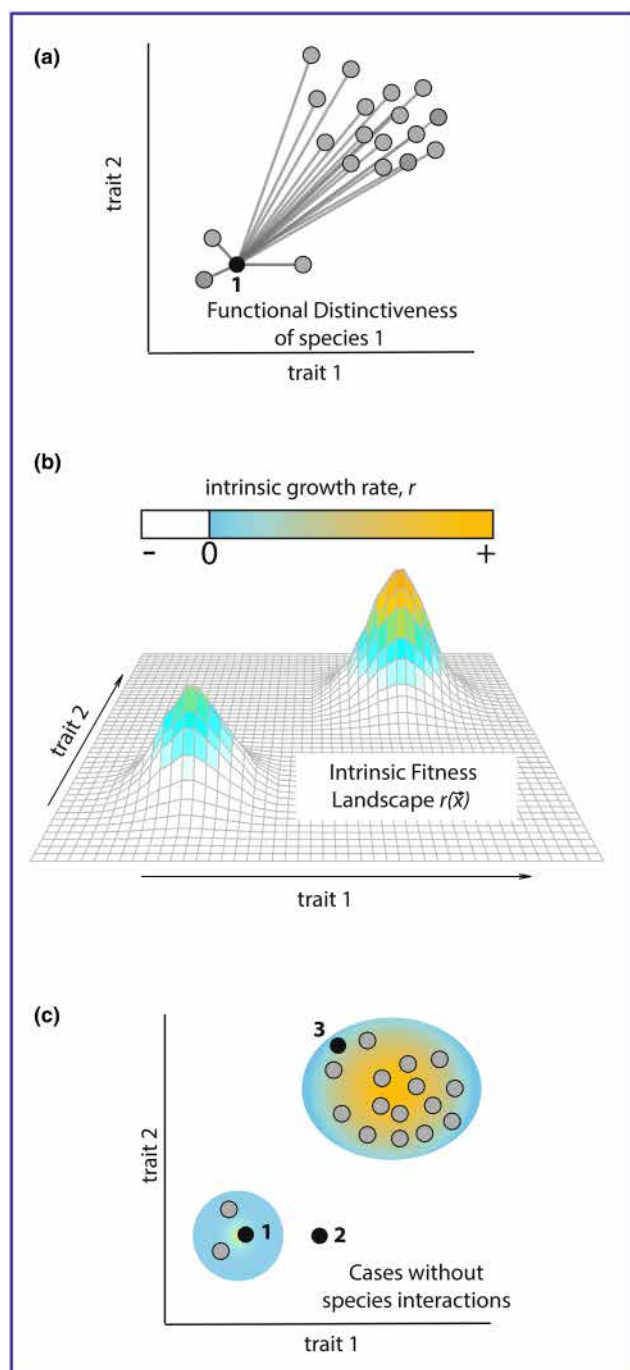 (a)
trait 2
1
Functional Distinctiveness
of species 1
trait 1
(b)
intrinsic growth rate, r
- 0 +
trait 2
Intrinsic Fitness
Landscape r(x⃗)
trait 1
(c)
3
trait 2
1
2
Cases without
species interactions
trait 1